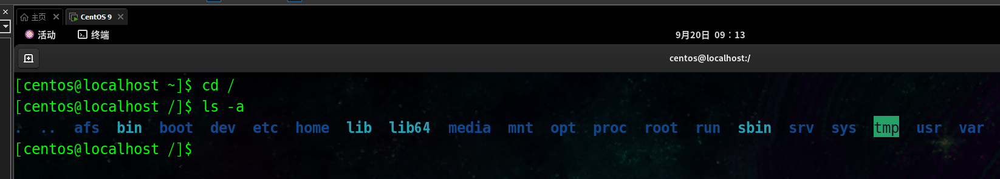 主页 CentOS 9
活动 终端 9月20日 09：13
centos@localhost:/
[centos@localhost ~]$ cd /
[centos@localhost /]$ ls -a
. .. afs bin boot dev etc home lib lib64 media mnt opt proc root run sbin srv sys tmp usr var
[centos@localhost /]$